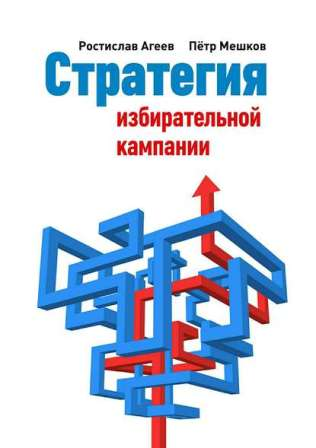 Ростислав Агеев Пётр Мешков
Стратегия
избирательной
кампании